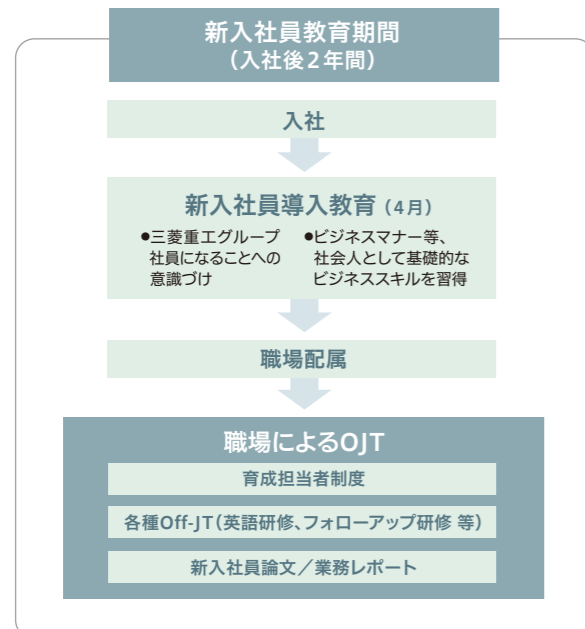 新入社員教育期間
(入社後2年間)
入社
新入社員導入教育(4月)
●三菱重工グループ
社員になることへの
意識づけ
●ビジネスマナー等、
社会人として基礎的な
ビジネススキルを習得
職場配属
職場によるOJT
育成担当者制度
各種Off-JT(英語研修、フォローアップ研修 等)
新入社員論文／業務レポート